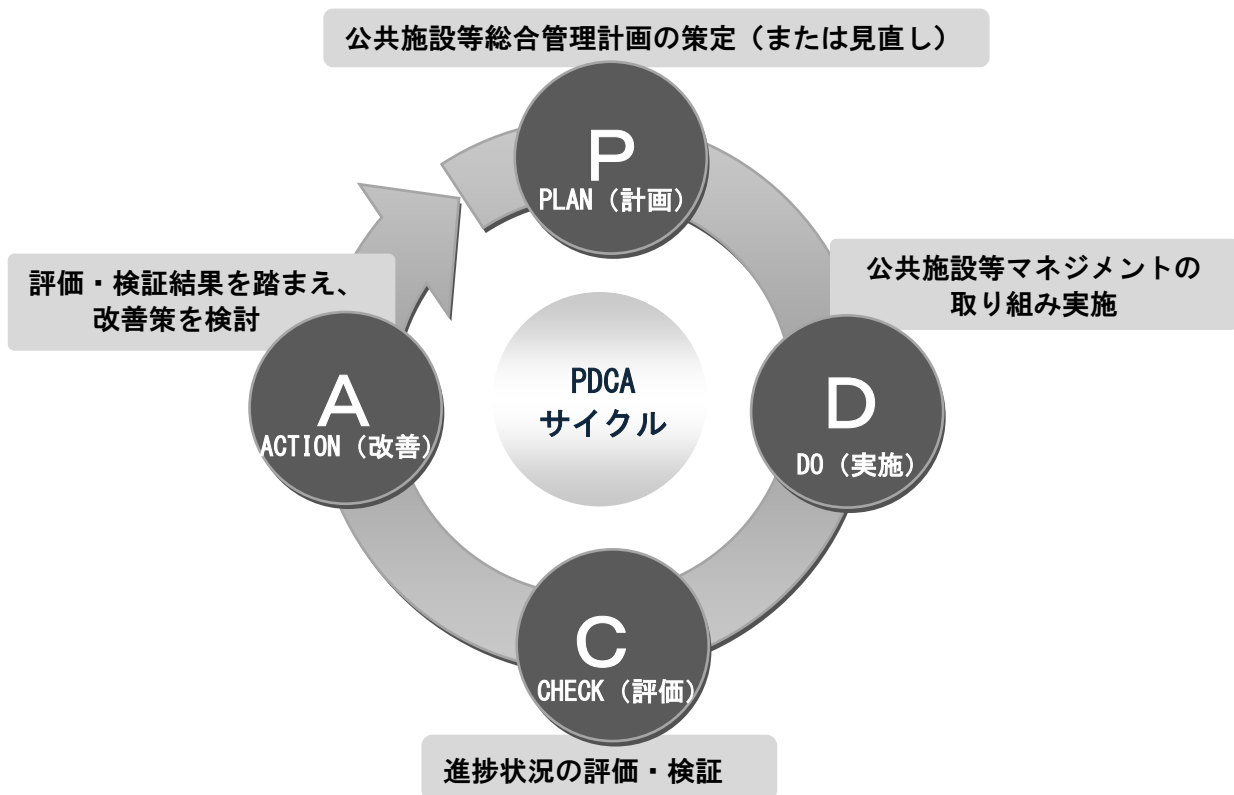 公共施設等総合管理計画の策定（または見直し）
P
PLAN（計画）
公共施設等マネジメントの
取り組み実施
D
DO（実施）
C
CHECK（評価）
進捗状況の評価・検証
評価・検証結果を踏まえ、
改善策を検討
A
ACTION（改善）
PDCA
サイクル